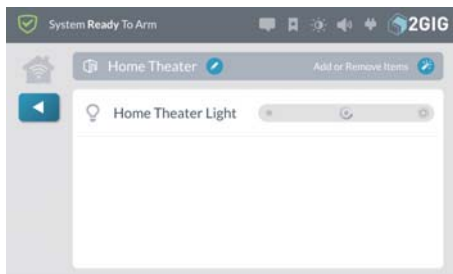 System Ready To Arm
2GIG
Home Theater
Add or Remove Items
Home Theater Light